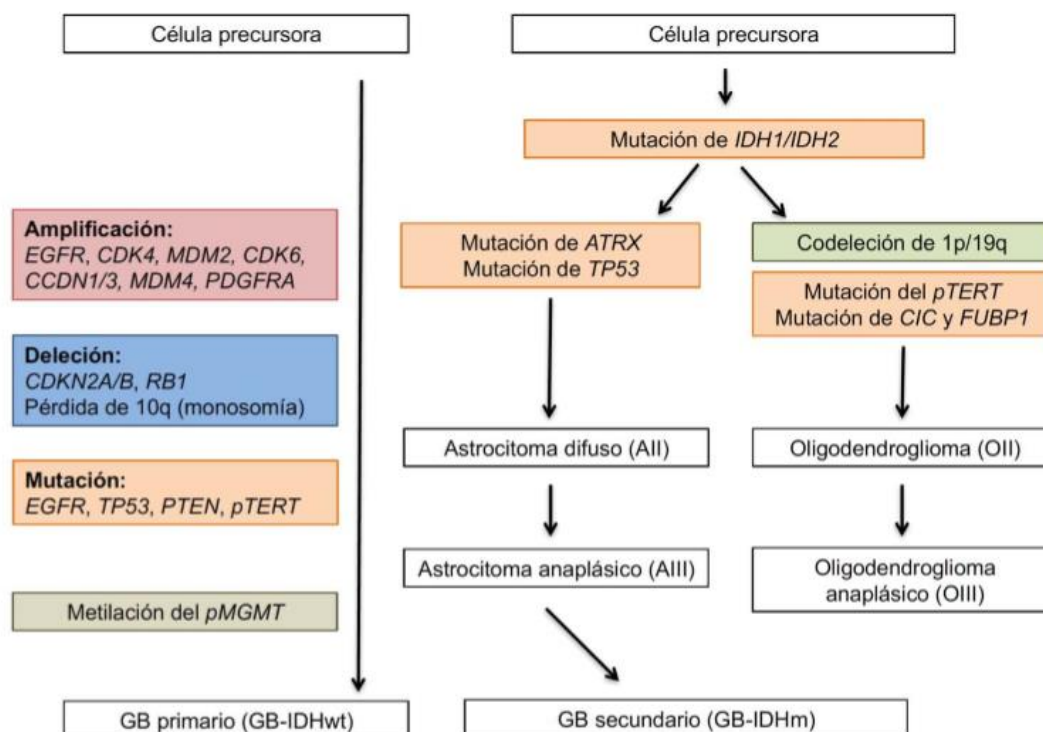 Célula precursora
Amplificación:
EGFR, CDK4, MDM2, CDK6,
CCDN1/3, MDM4, PDGFRA
Deleción:
CDKN2A/B, RB1
Pérdida de 10q (monosomía)
Mutación:
EGFR, TP53, PTEN, pTERT
Metilación del pMGMT
GB primario (GB-IDHwt)
Célula precursora
Mutación de IDH1/IDH2
Mutación de ATRX
Mutación de TP53
Astrocitoma difuso (AII)
Astrocitoma anaplásico (AIII)
GB secundario (GB-IDHm)
Codeleción de 1p/19q
Mutación del pTERT
Mutación de CIC y FUBP1
Oligodendroglioma (OII)
Oligodendroglioma
anaplásico (OIII)